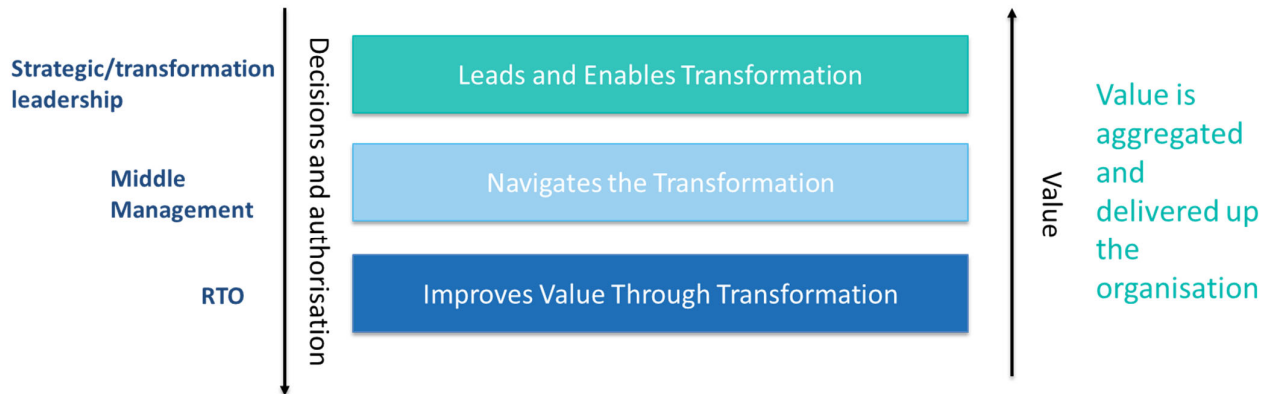 Strategic/transformation
leadership
Middle
Management
RTO
Decisions and authorisation
Leads and Enables Transformation
Navigates the Transformation
Improves Value Through Transformation
Value
Value is
aggregated
and
delivered up
the
organisation